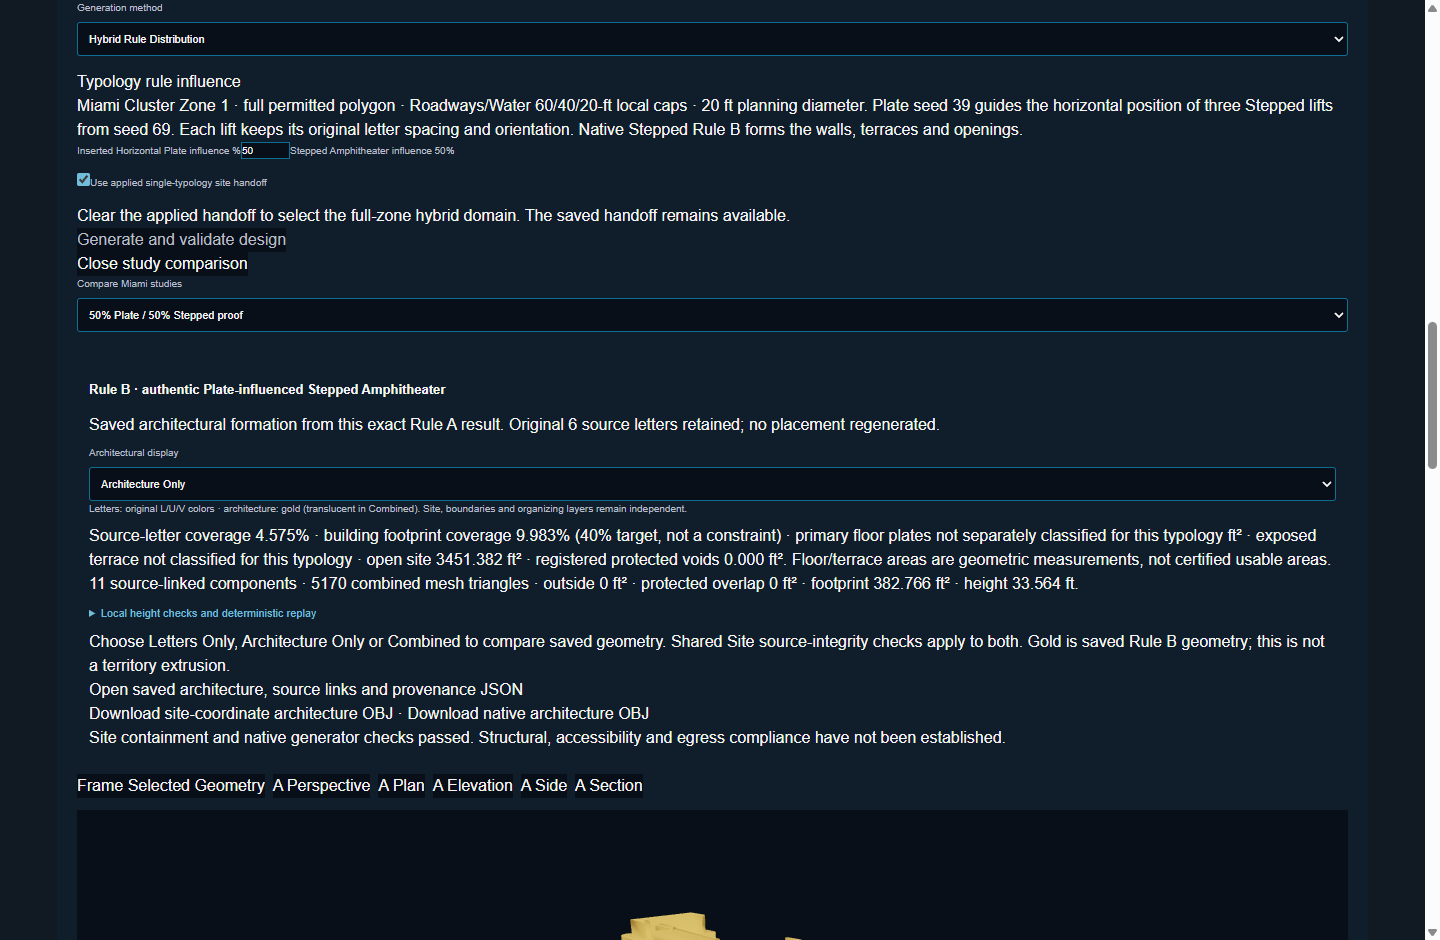 Generation method
Hybrid Rule Distribution
Typology rule influence
Miami Cluster Zone 1 · full permitted polygon · Roadways/Water 60/40/20-ft local caps · 20 ft planning diameter. Plate seed 39 guides the horizontal position of three Stepped lifts
from seed 69. Each lift keeps its original letter spacing and orientation. Native Stepped Rule B forms the walls, terraces and openings.
Inserted Horizontal Plate influence % 50 Stepped Amphitheater influence 50%
Use applied single-typology site handoff
Clear the applied handoff to select the full-zone hybrid domain. The saved handoff remains available.
Generate and validate design
Close study comparison
Compare Miami studies
50% Plate / 50% Stepped proof
Rule B · authentic Plate-influenced Stepped Amphitheater
Saved architectural formation from this exact Rule A result. Original 6 source letters retained; no placement regenerated.
Architectural display
Architecture Only
Letters: original L/U/V colors · architecture: gold (translucent in Combined). Site, boundaries and organizing layers remain independent.
Source-letter coverage 4.575% · building footprint coverage 9.983% (40% target, not a constraint) · primary floor plates not separately classified for this typology ft² · exposed
terrace not classified for this typology · open site 3451.382 ft² · registered protected voids 0.000 ft². Floor/terrace areas are geometric measurements, not certified usable areas.
11 source-linked components · 5170 combined mesh triangles · outside 0 ft² · protected overlap 0 ft² · footprint 382.766 ft² · height 33.564 ft.
Local height checks and deterministic replay
Choose Letters Only, Architecture Only or Combined to compare saved geometry. Shared Site source-integrity checks apply to both. Gold is saved Rule B geometry; this is not
a territory extrusion.
Open saved architecture, source links and provenance JSON
Download site-coordinate architecture OBJ · Download native architecture OBJ
Site containment and native generator checks passed. Structural, accessibility and egress compliance have not been established.
Frame Selected Geometry A Perspective A Plan A Elevation A Side A Section